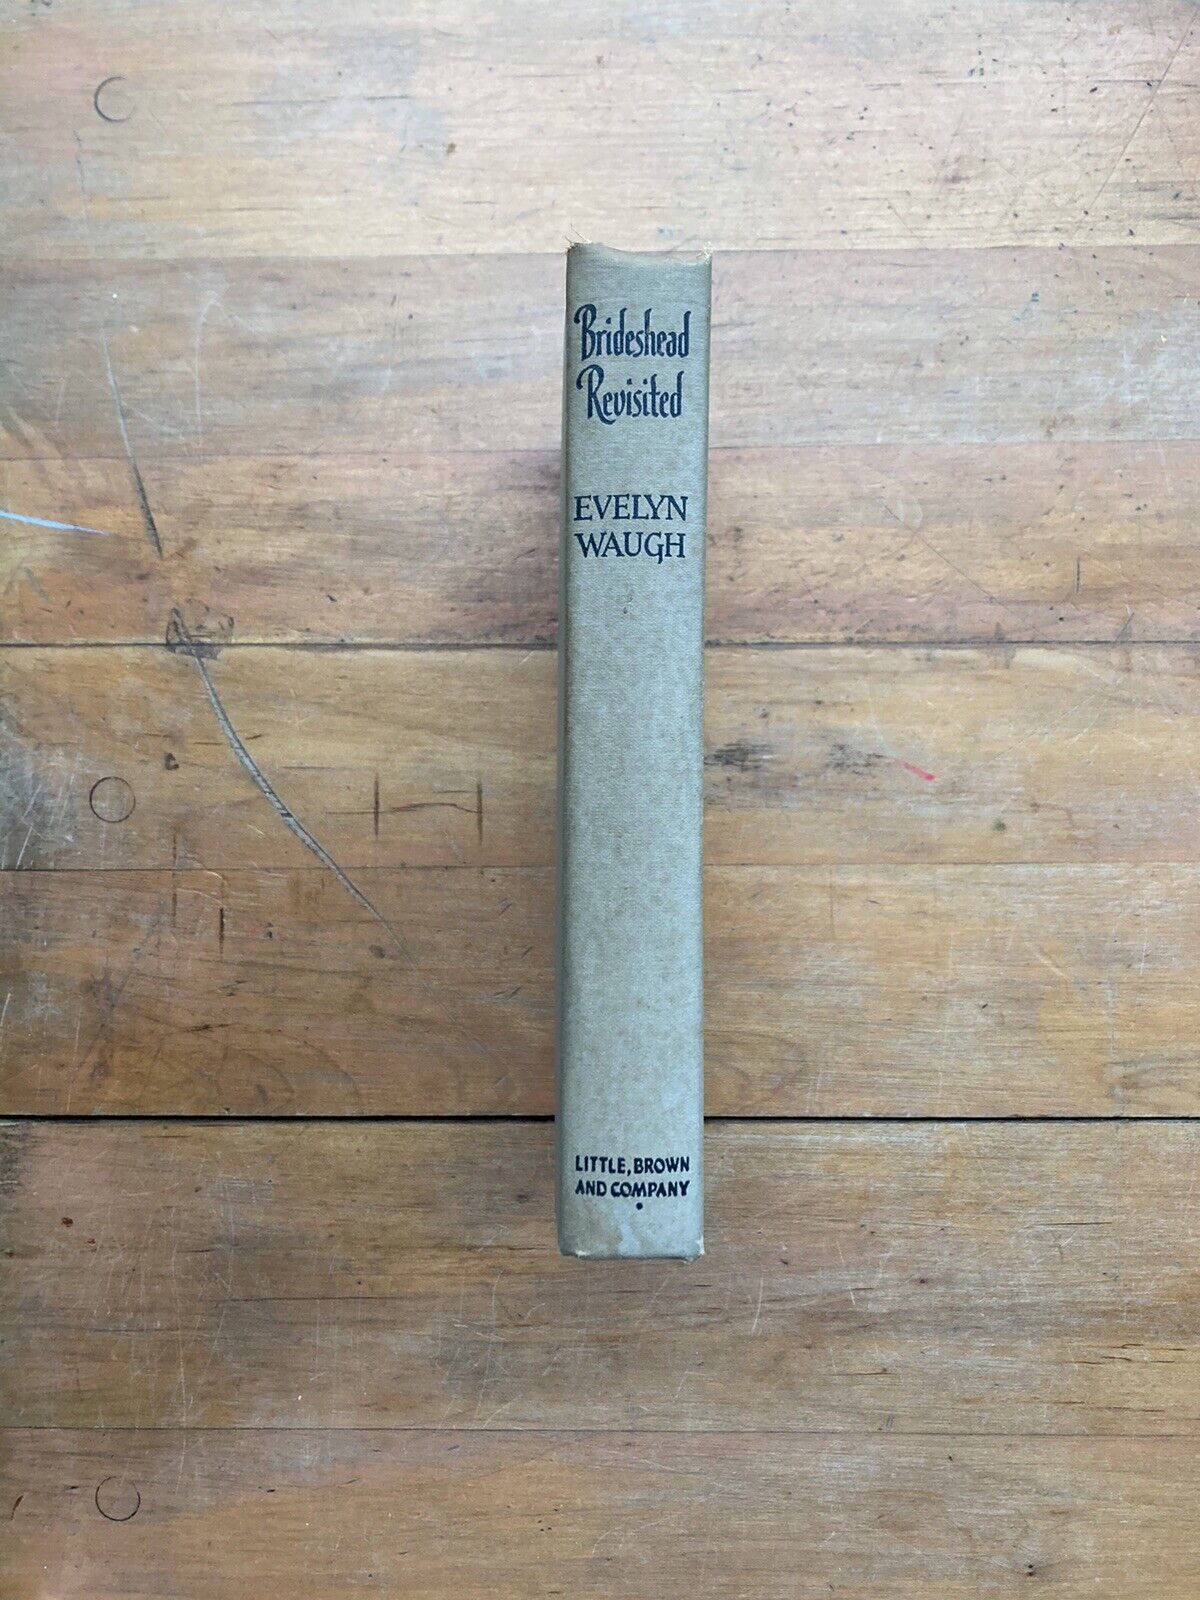 Brideshead
Revisited
EVELYN
WAUGH
LITTLE, BROWN
AND COMPANY